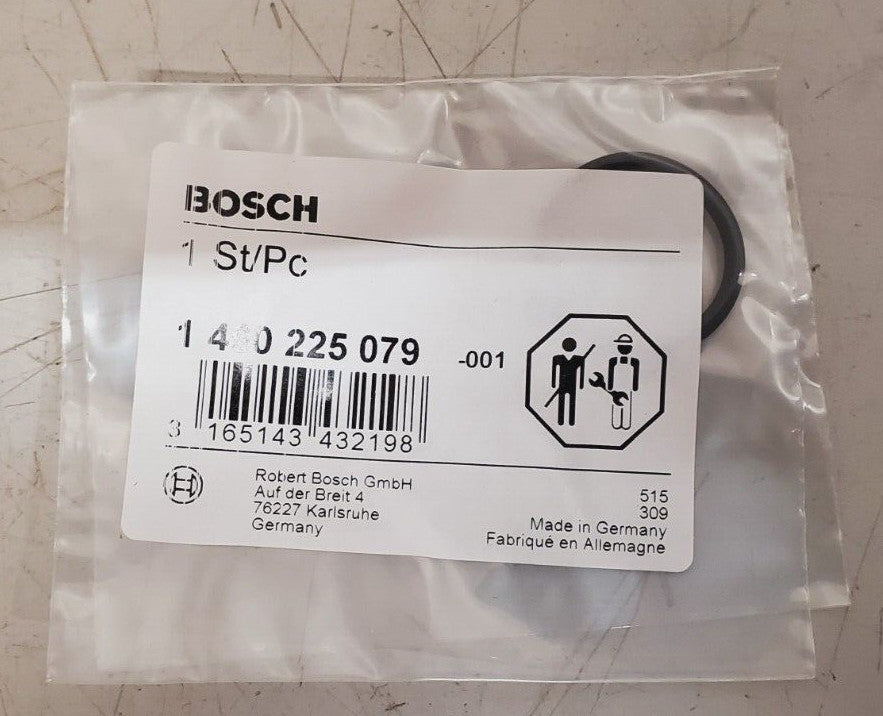 BOSCH
1 St/Pc
1 225 079 -001
3 165143 432198
Robert Bosch GmbH
Auf der Breit 4
76227 Karlsruhe
Germany
515
309
Made in Germany
Fabriqué en Allemagne